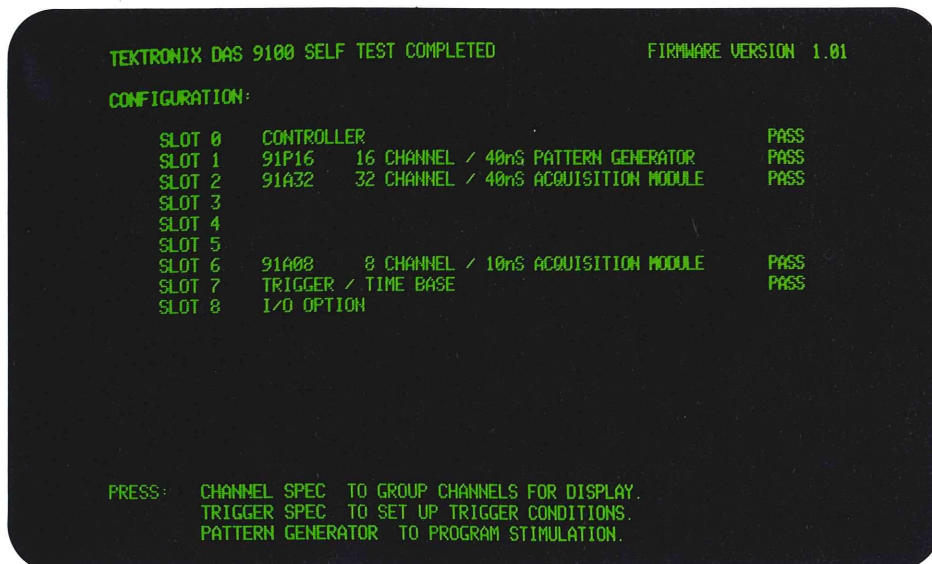 TEKTRONIX DAS 9100 SELF TEST COMPLETED FIRMWARE VERSION 1.01
CONFIGURATION:
SLOT 0 CONTROLLER PASS
SLOT 1 91P16 16 CHANNEL / 40nS PATTERN GENERATOR PASS
SLOT 2 91A32 32 CHANNEL / 40nS ACQUISITION MODULE PASS
SLOT 3
SLOT 4
SLOT 5
SLOT 6 91A08 8 CHANNEL / 10nS ACQUISITION MODULE PASS
SLOT 7 TRIGGER / TIME BASE PASS
SLOT 8 I/O OPTION
PRESS: CHANNEL SPEC TO GROUP CHANNELS FOR DISPLAY.
TRIGGER SPEC TO SET UP TRIGGER CONDITIONS.
PATTERN GENERATOR TO PROGRAM STIMULATION.